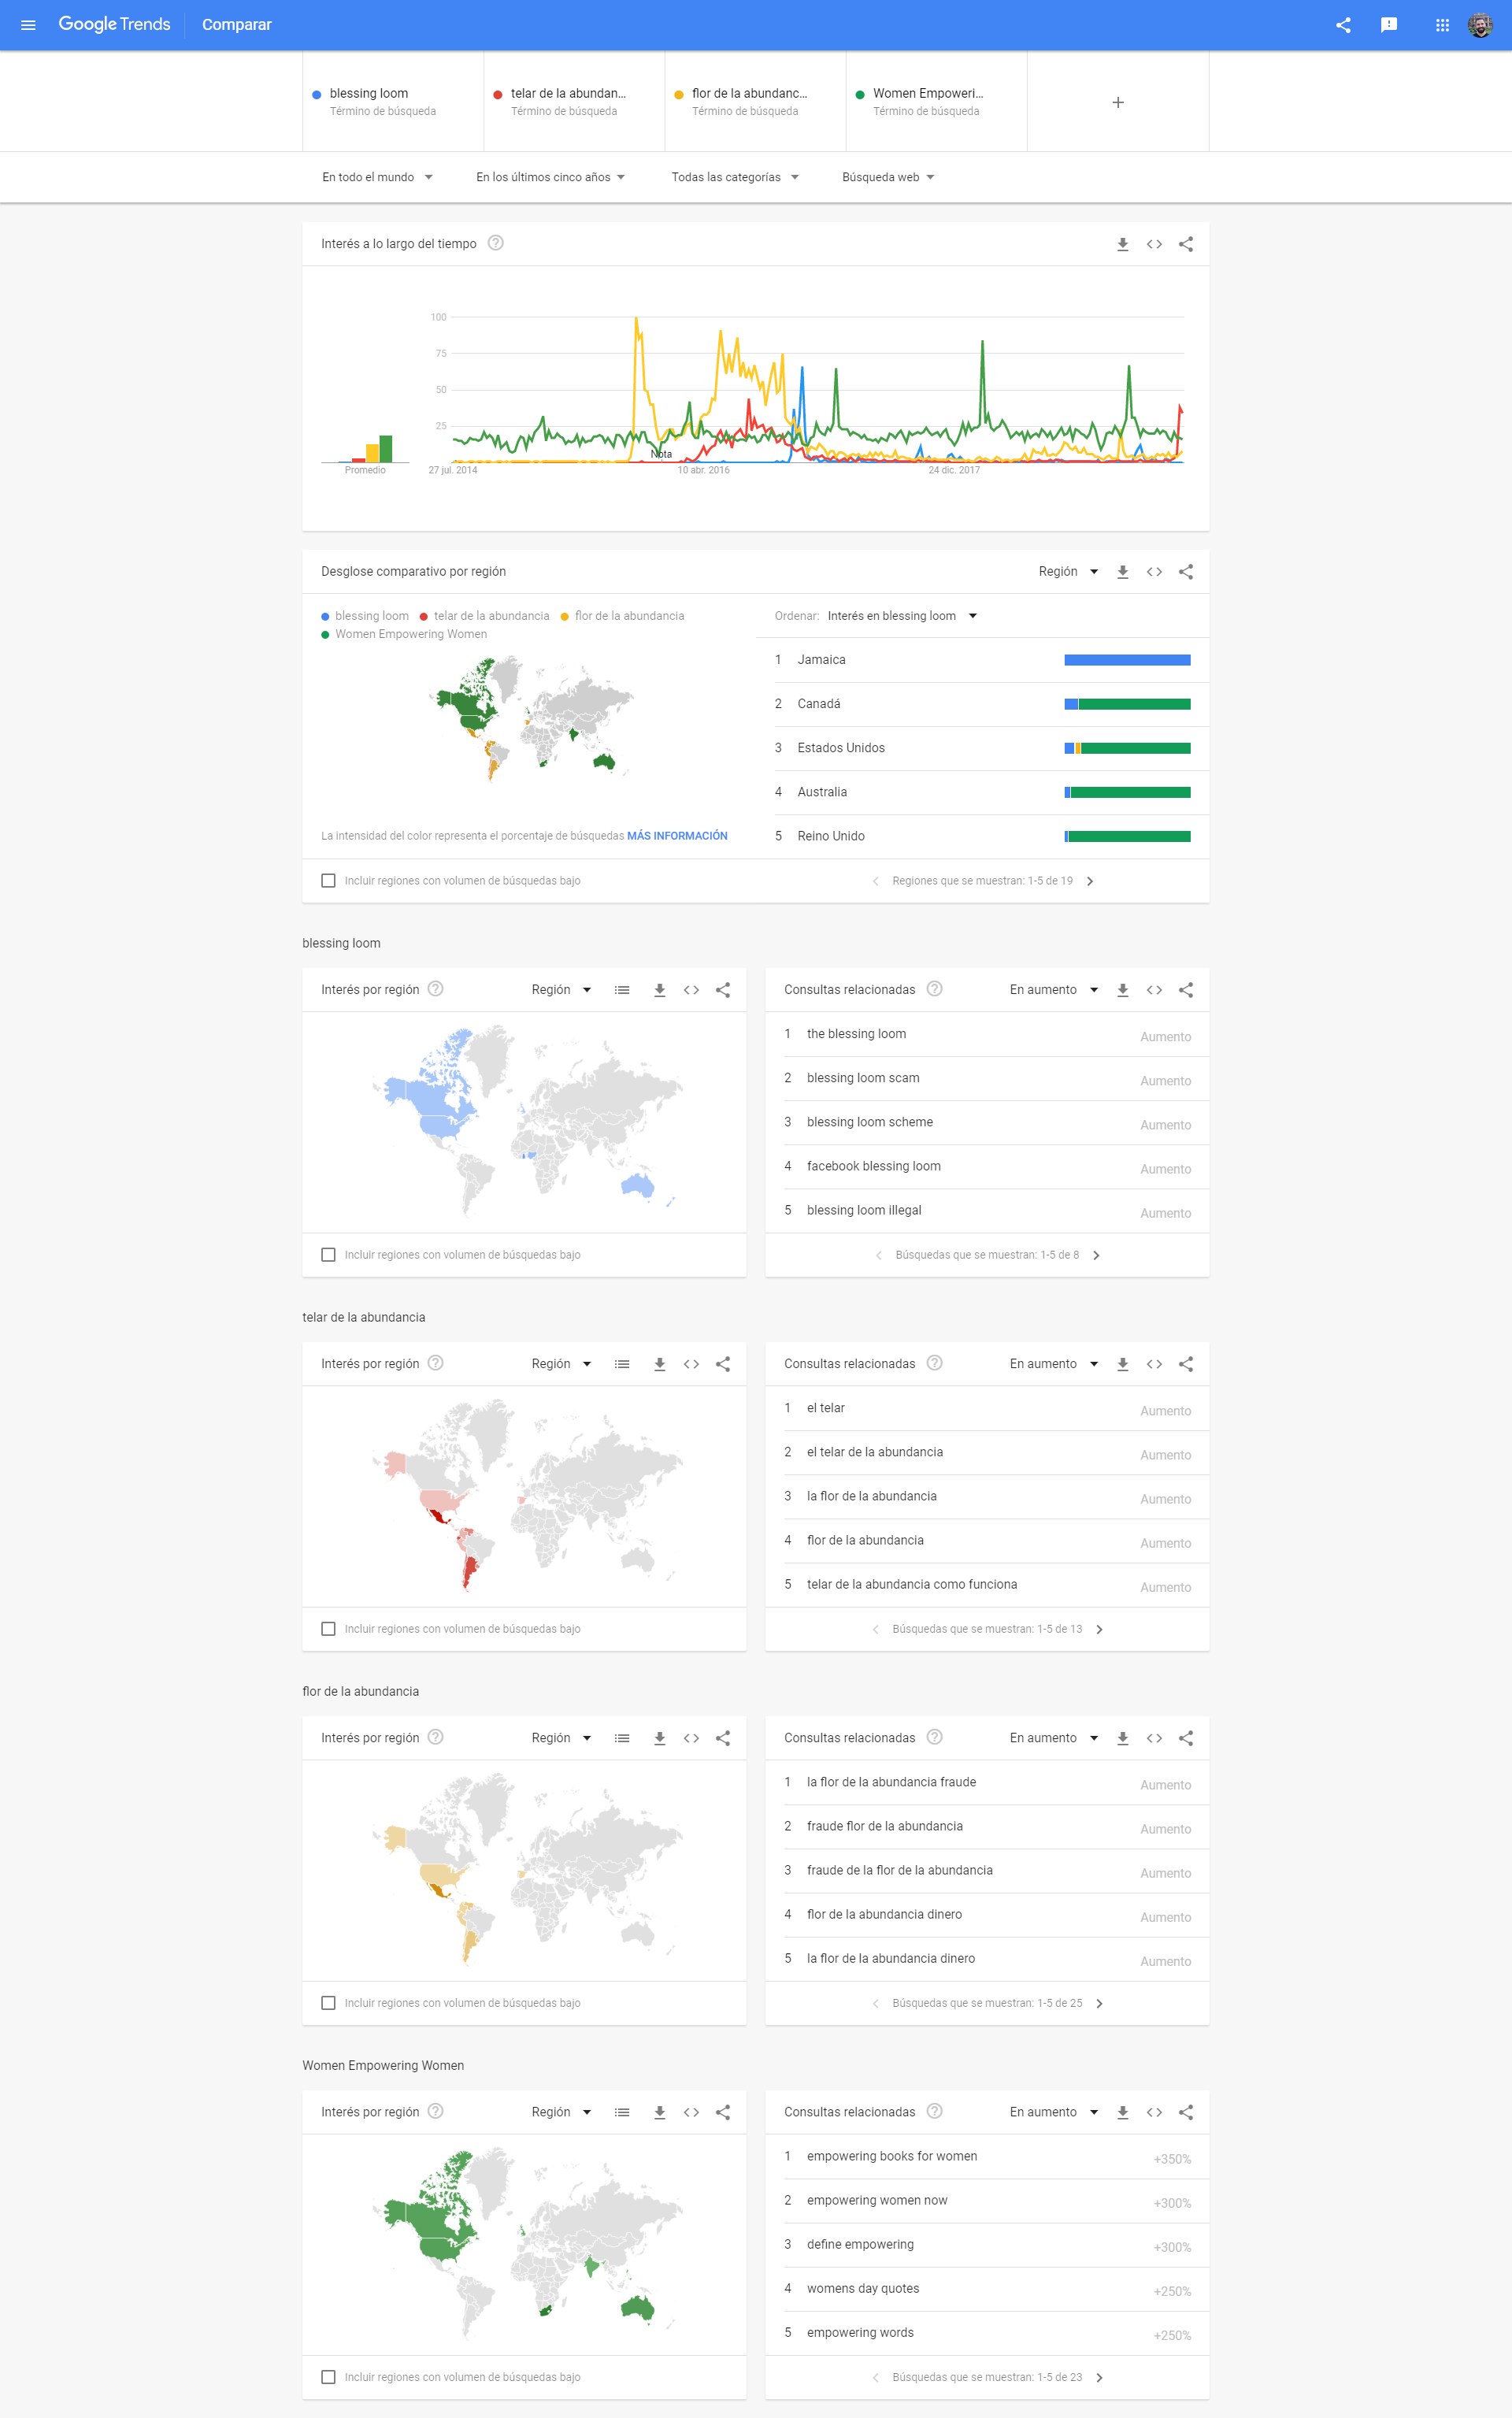 Google Trends Comparar
blessing loom
Término de búsqueda
telar de la abundan...
Término de búsqueda
flor de la abundanc...
Término de búsqueda
Women Empoweri...
Término de búsqueda
+
En todo el mundo
En los últimos cinco años
Todas las categorías
Búsqueda web
Interés a lo largo del tiempo
100
75
50
25
Nota
Promedio
27 jul. 2014
10 abr. 2016
24 dic. 2017
Desglose comparativo por región
Región
blessing loom telar de la abundancia flor de la abundancia
Women Empowering Women
Ordenar: Interés en blessing loom
1 Jamaica
2 Canadá
3 Estados Unidos
4 Australia
5 Reino Unido
La intensidad del color representa el porcentaje de búsquedas MÁS INFORMACIÓN
Incluir regiones con volumen de búsquedas bajo
Regiones que se muestran: 1-5 de 19
blessing loom
Interés por región
Región
Incluir regiones con volumen de búsquedas bajo
Consultas relacionadas
En aumento
1 the blessing loom Aumento
2 blessing loom scam Aumento
3 blessing loom scheme Aumento
4 facebook blessing loom Aumento
5 blessing loom illegal Aumento
Búsquedas que se muestran: 1-5 de 8
telar de la abundancia
Interés por región
Región
Incluir regiones con volumen de búsquedas bajo
Consultas relacionadas
En aumento
1 el telar Aumento
2 el telar de la abundancia Aumento
3 la flor de la abundancia Aumento
4 flor de la abundancia Aumento
5 telar de la abundancia como funciona Aumento
Búsquedas que se muestran: 1-5 de 13
flor de la abundancia
Interés por región
Región
Incluir regiones con volumen de búsquedas bajo
Consultas relacionadas
En aumento
1 la flor de la abundancia fraude Aumento
2 fraude flor de la abundancia Aumento
3 fraude de la flor de la abundancia Aumento
4 flor de la abundancia dinero Aumento
5 la flor de la abundancia dinero Aumento
Búsquedas que se muestran: 1-5 de 25
Women Empowering Women
Interés por región
Región
Incluir regiones con volumen de búsquedas bajo
Consultas relacionadas
En aumento
1 empowering books for women +350%
2 empowering women now +300%
3 define empowering +300%
4 womens day quotes +250%
5 empowering words +250%
Búsquedas que se muestran: 1-5 de 23